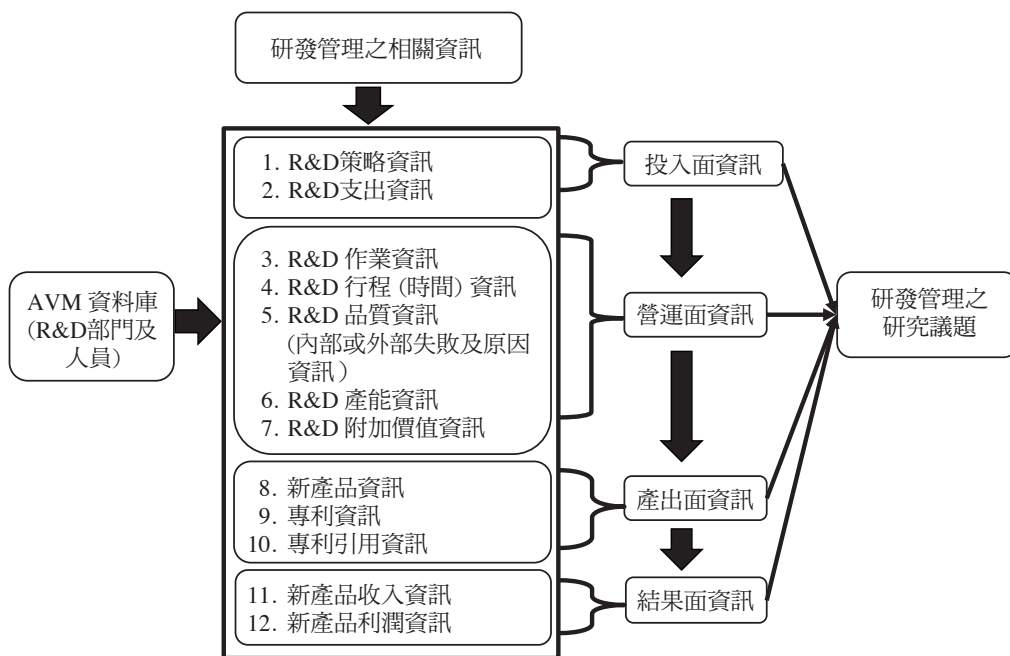 研發管理之相關資訊
1. R&D策略資訊
2. R&D支出資訊
投入面資訊
3. R&D 作業資訊
4. R&D 行程 (時間) 資訊
5. R&D 品質資訊
(內部或外部失敗及原因
資訊)
6. R&D 產能資訊
7. R&D 附加價值資訊
營運面資訊
AVM 資料庫
(R&D部門及
人員)
研發管理之
研究議題
8. 新產品資訊
9. 專利資訊
10. 專利引用資訊
產出面資訊
11. 新產品收入資訊
12. 新產品利潤資訊
結果面資訊